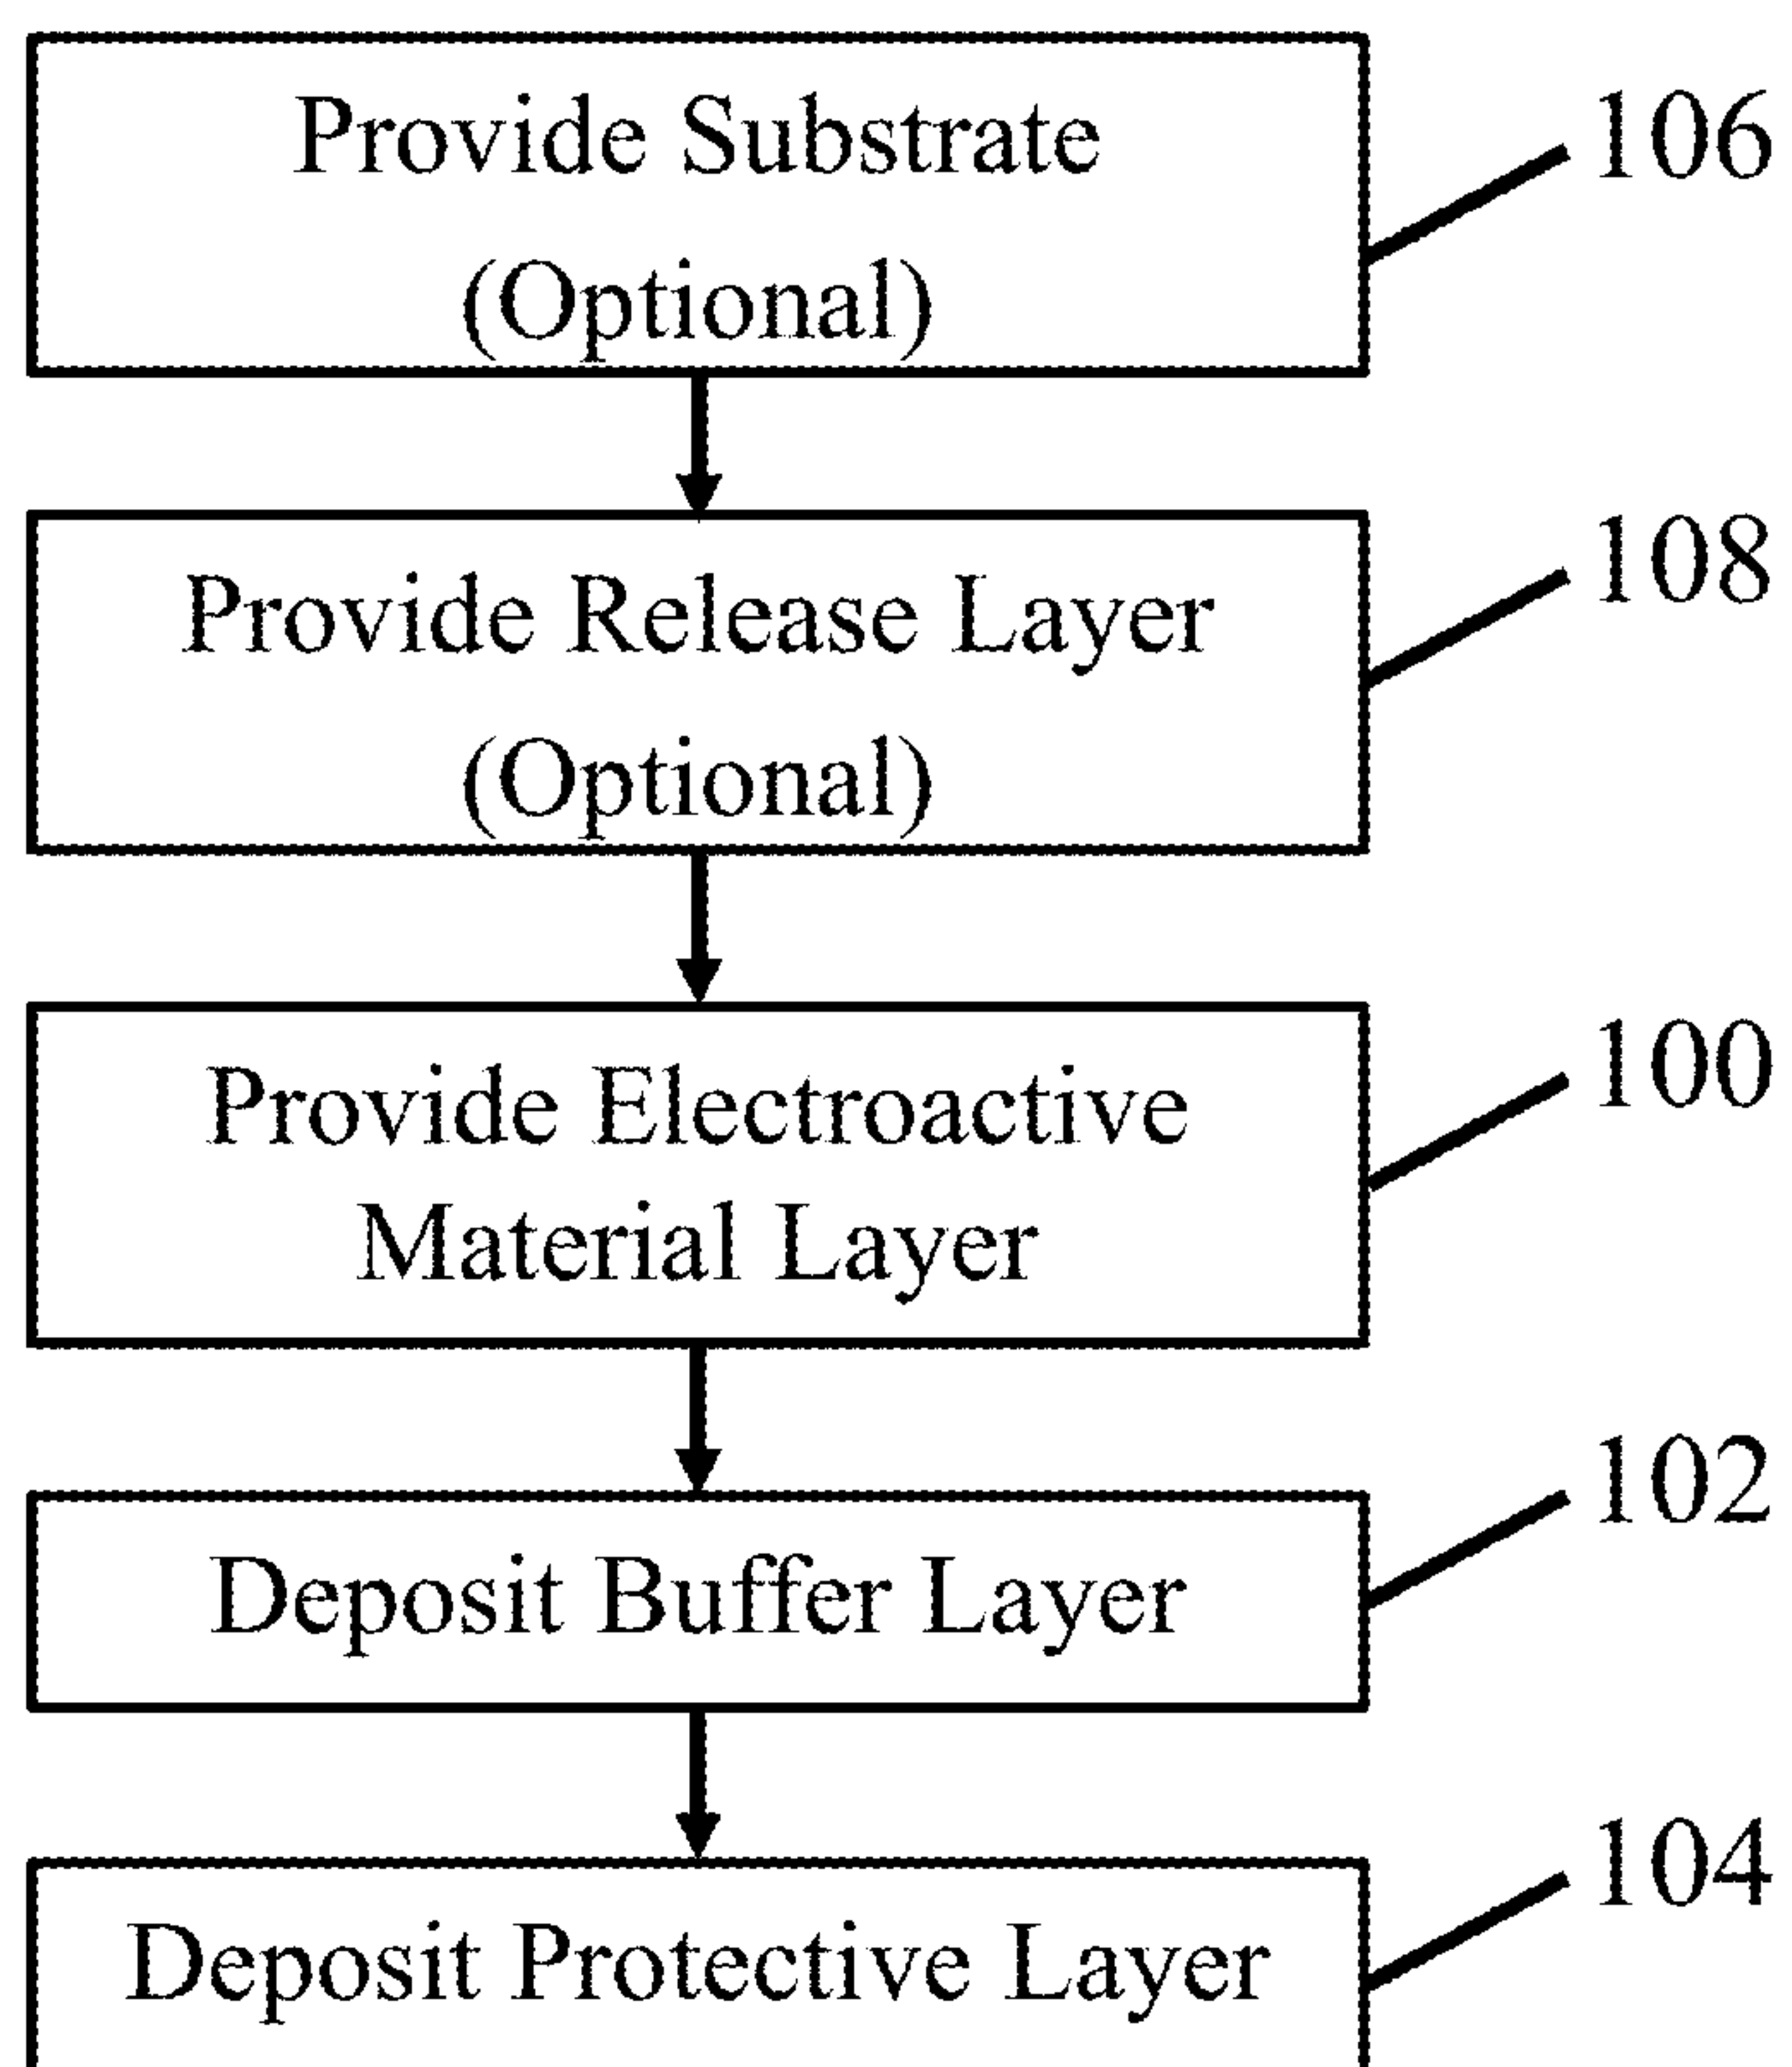 Provide Substrate
(Optional)
106
Provide Release Layer
(Optional)
108
Provide Electroactive
Material Layer
100
Deposit Buffer Layer
102
Deposit Protective Layer
104